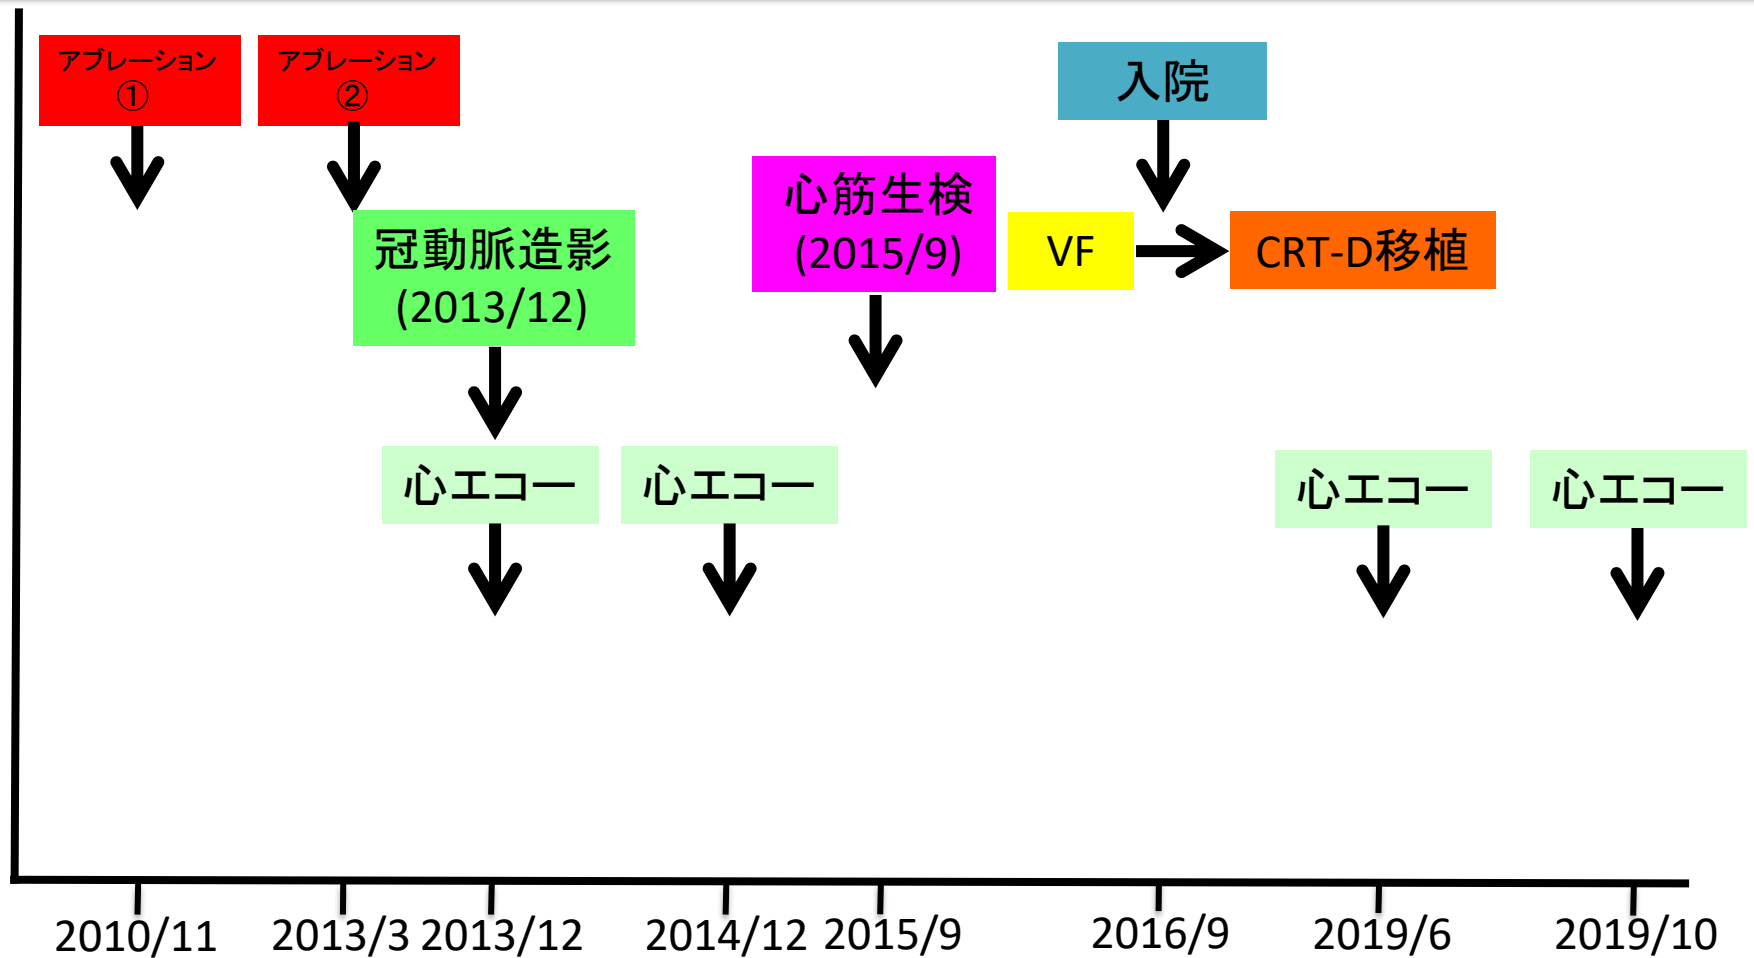 アブレーション
①
アブレーション
②
入院
心筋生検
(2015/9)
冠動脈造影
(2013/12)
VF
CRT-D移植
心エコー
心エコー
心エコー
心エコー
2010/11
2013/3
2013/12
2014/12
2015/9
2016/9
2019/6
2019/10